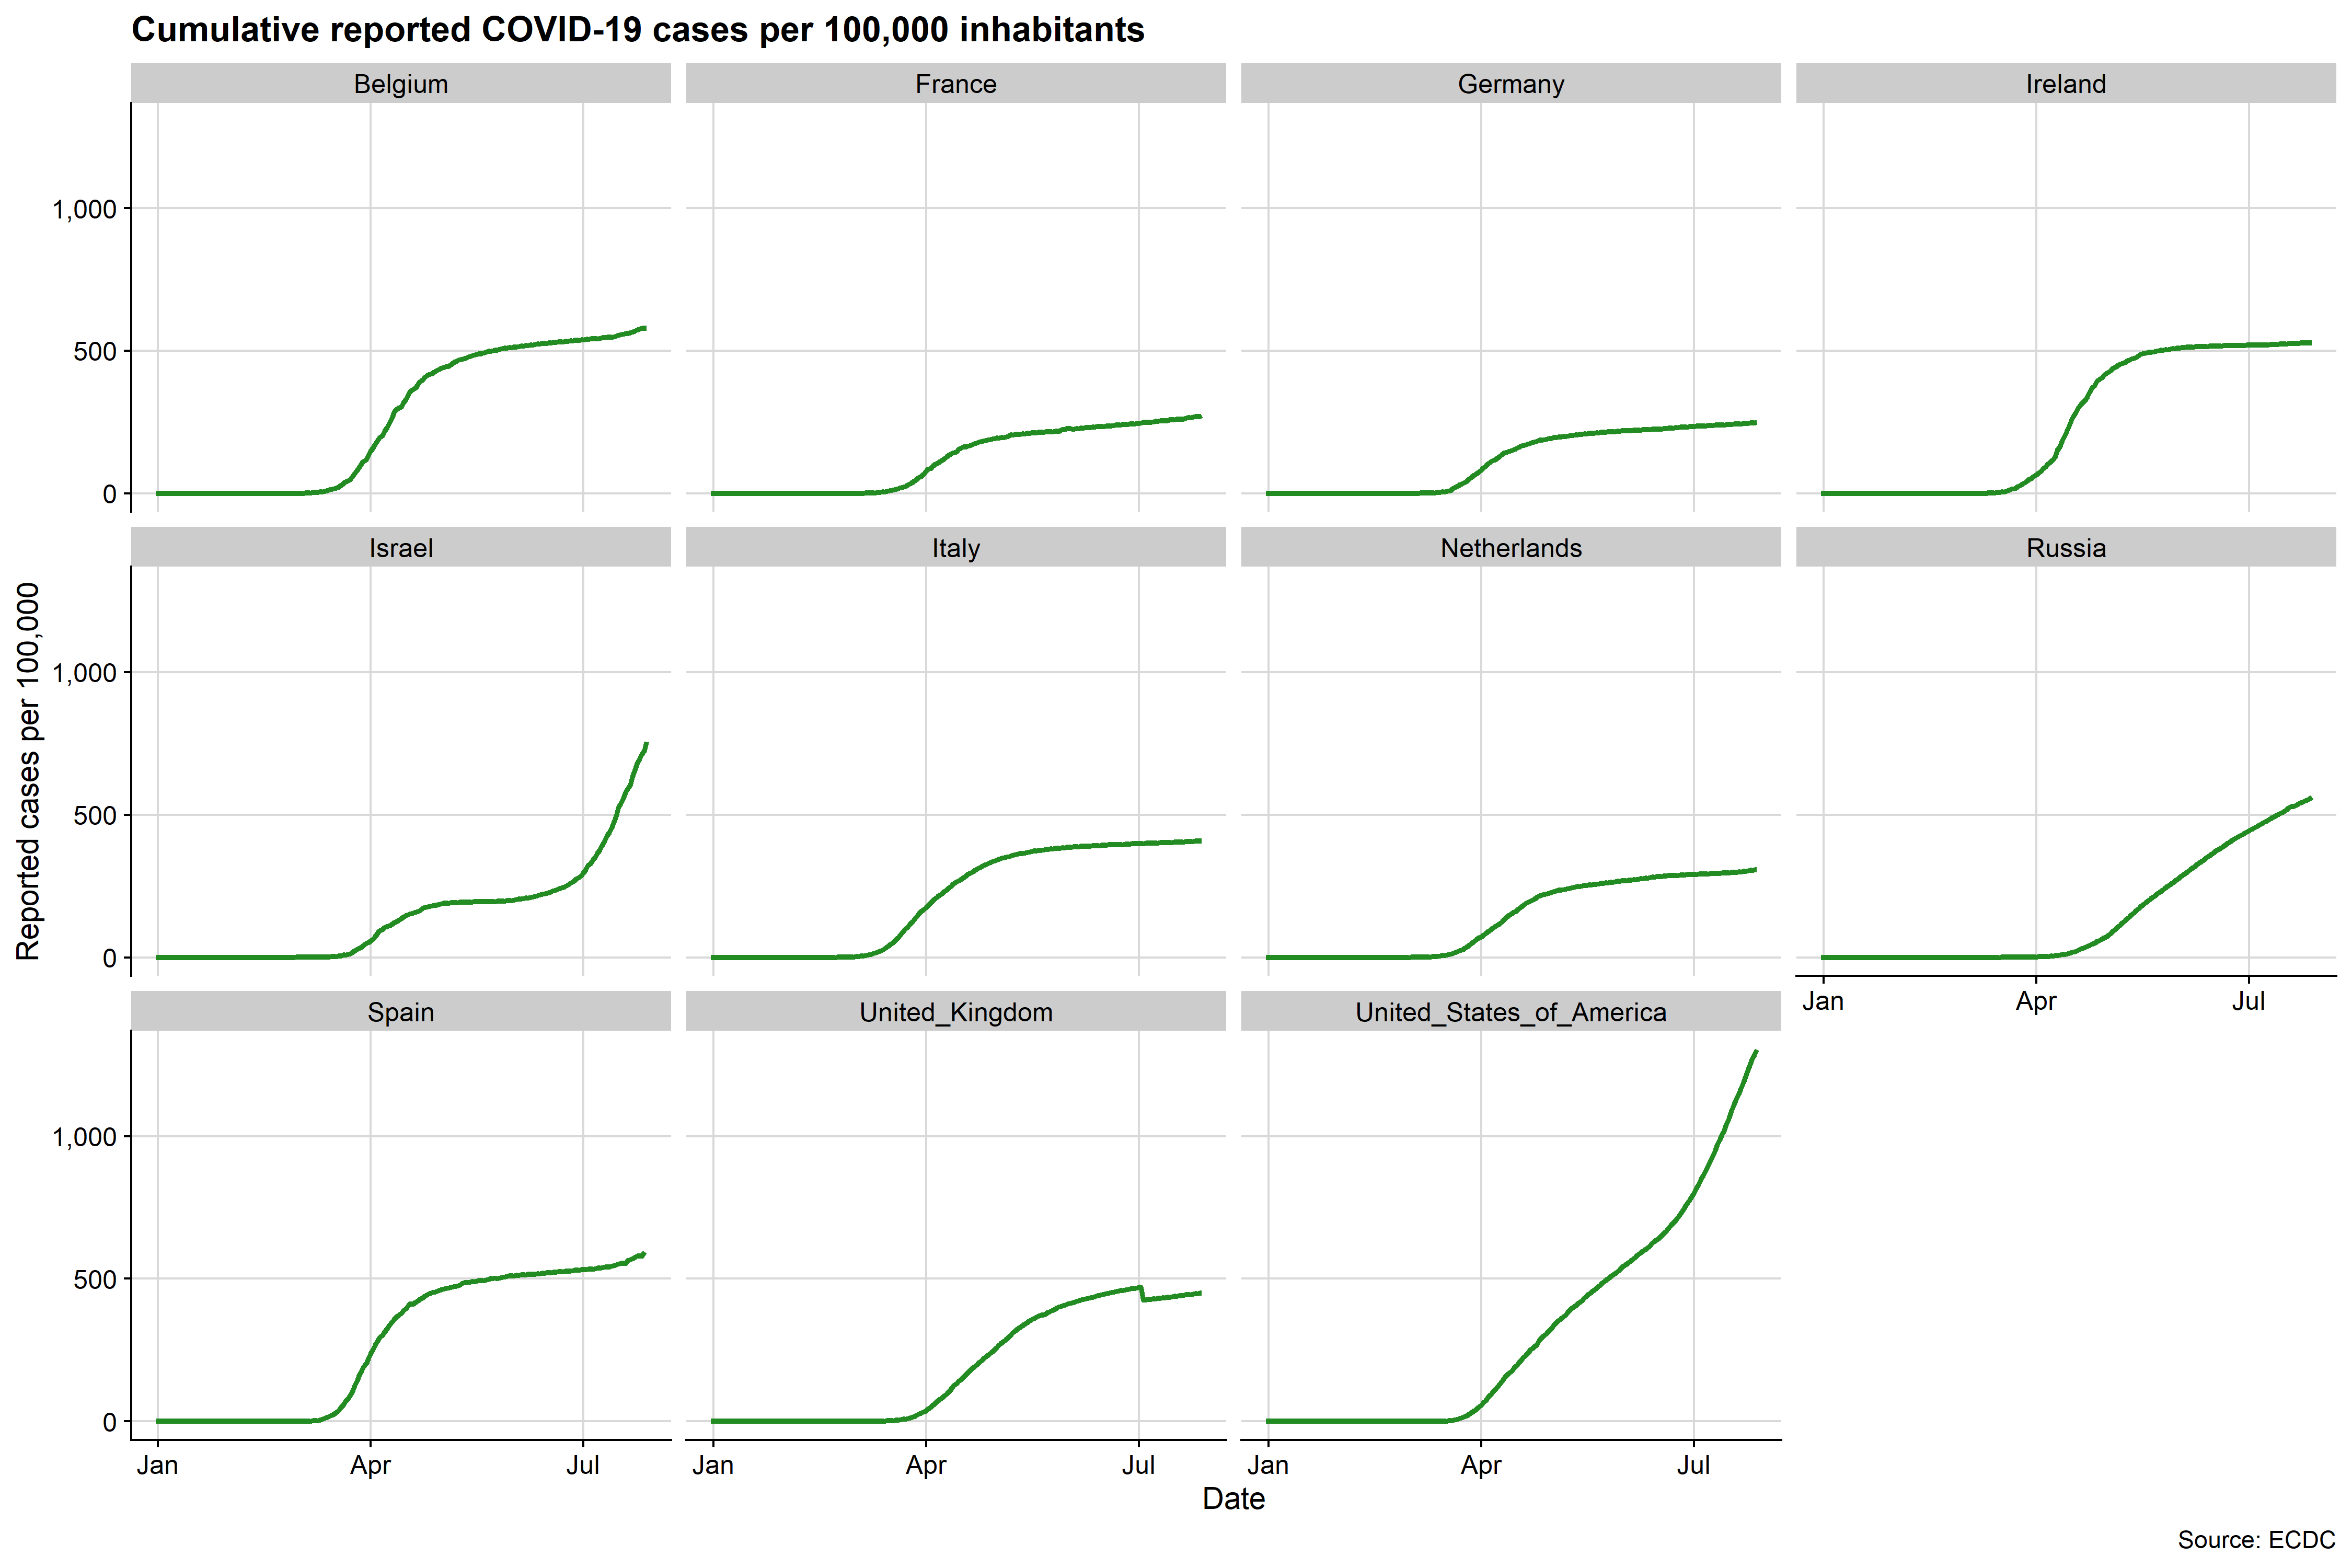 Cumulative reported COVID-19 cases per 100,000 inhabitants
Belgium
France
Germany
Ireland
1,000
500
0
Israel
Italy
Netherlands
Russia
Reported cases per 100,000
1,000
500
0
Jan
Apr
Jul
Spain
United_Kingdom
United_States_of_America
1,000
500
0
Jan
Apr
Jul
Jan
Apr
Jul
Jan
Apr
Jul
Date
Source: ECDC